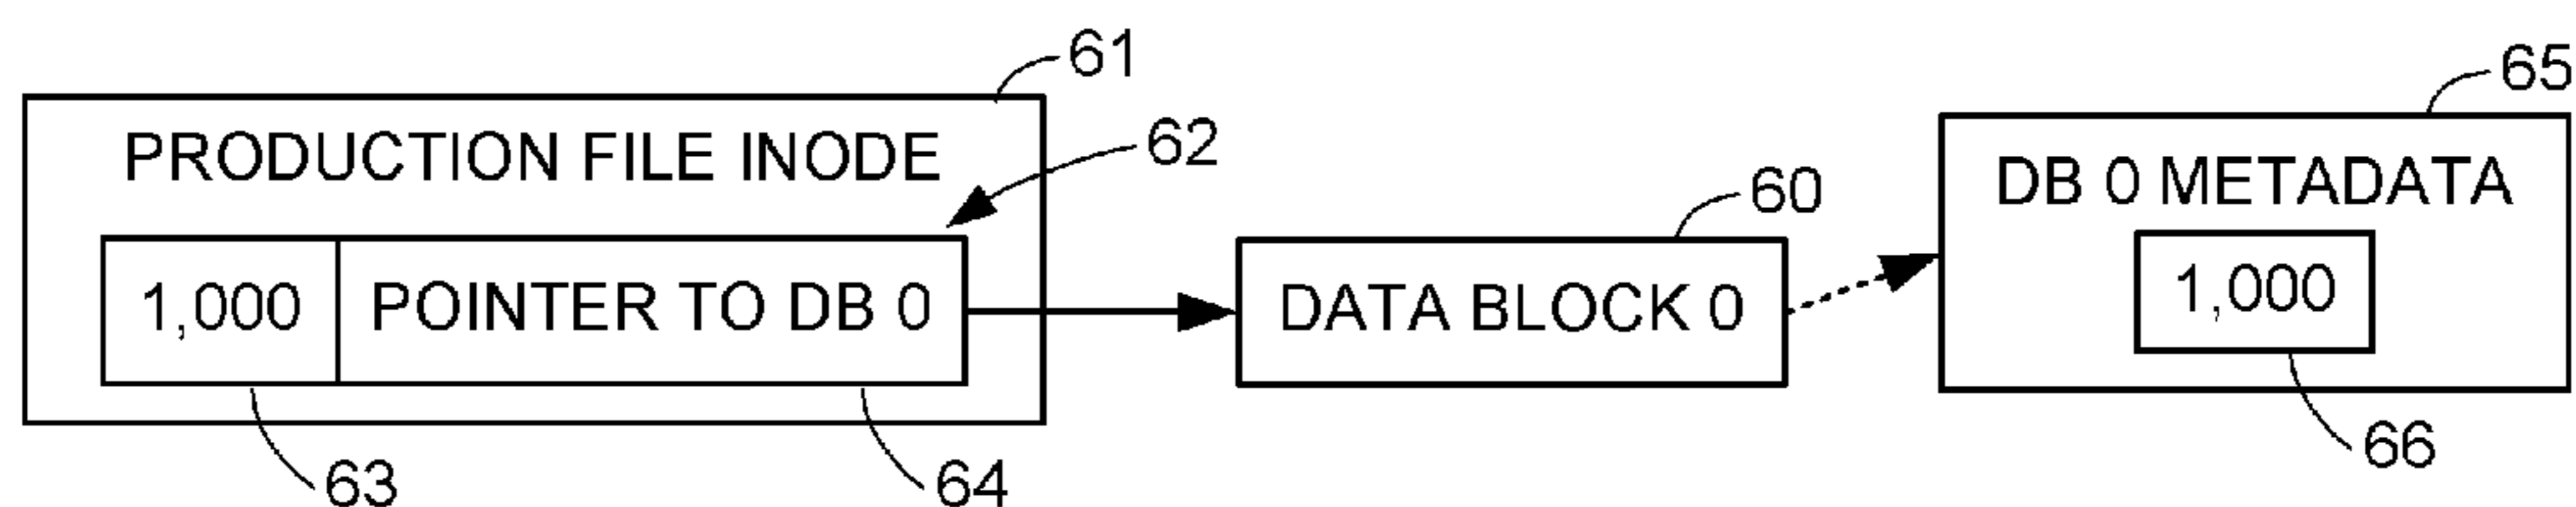 61
65
PRODUCTION FILE INODE
62
60
DB 0 METADATA
1,000 POINTER TO DB 0
DATA BLOCK 0
1,000
63
64
66